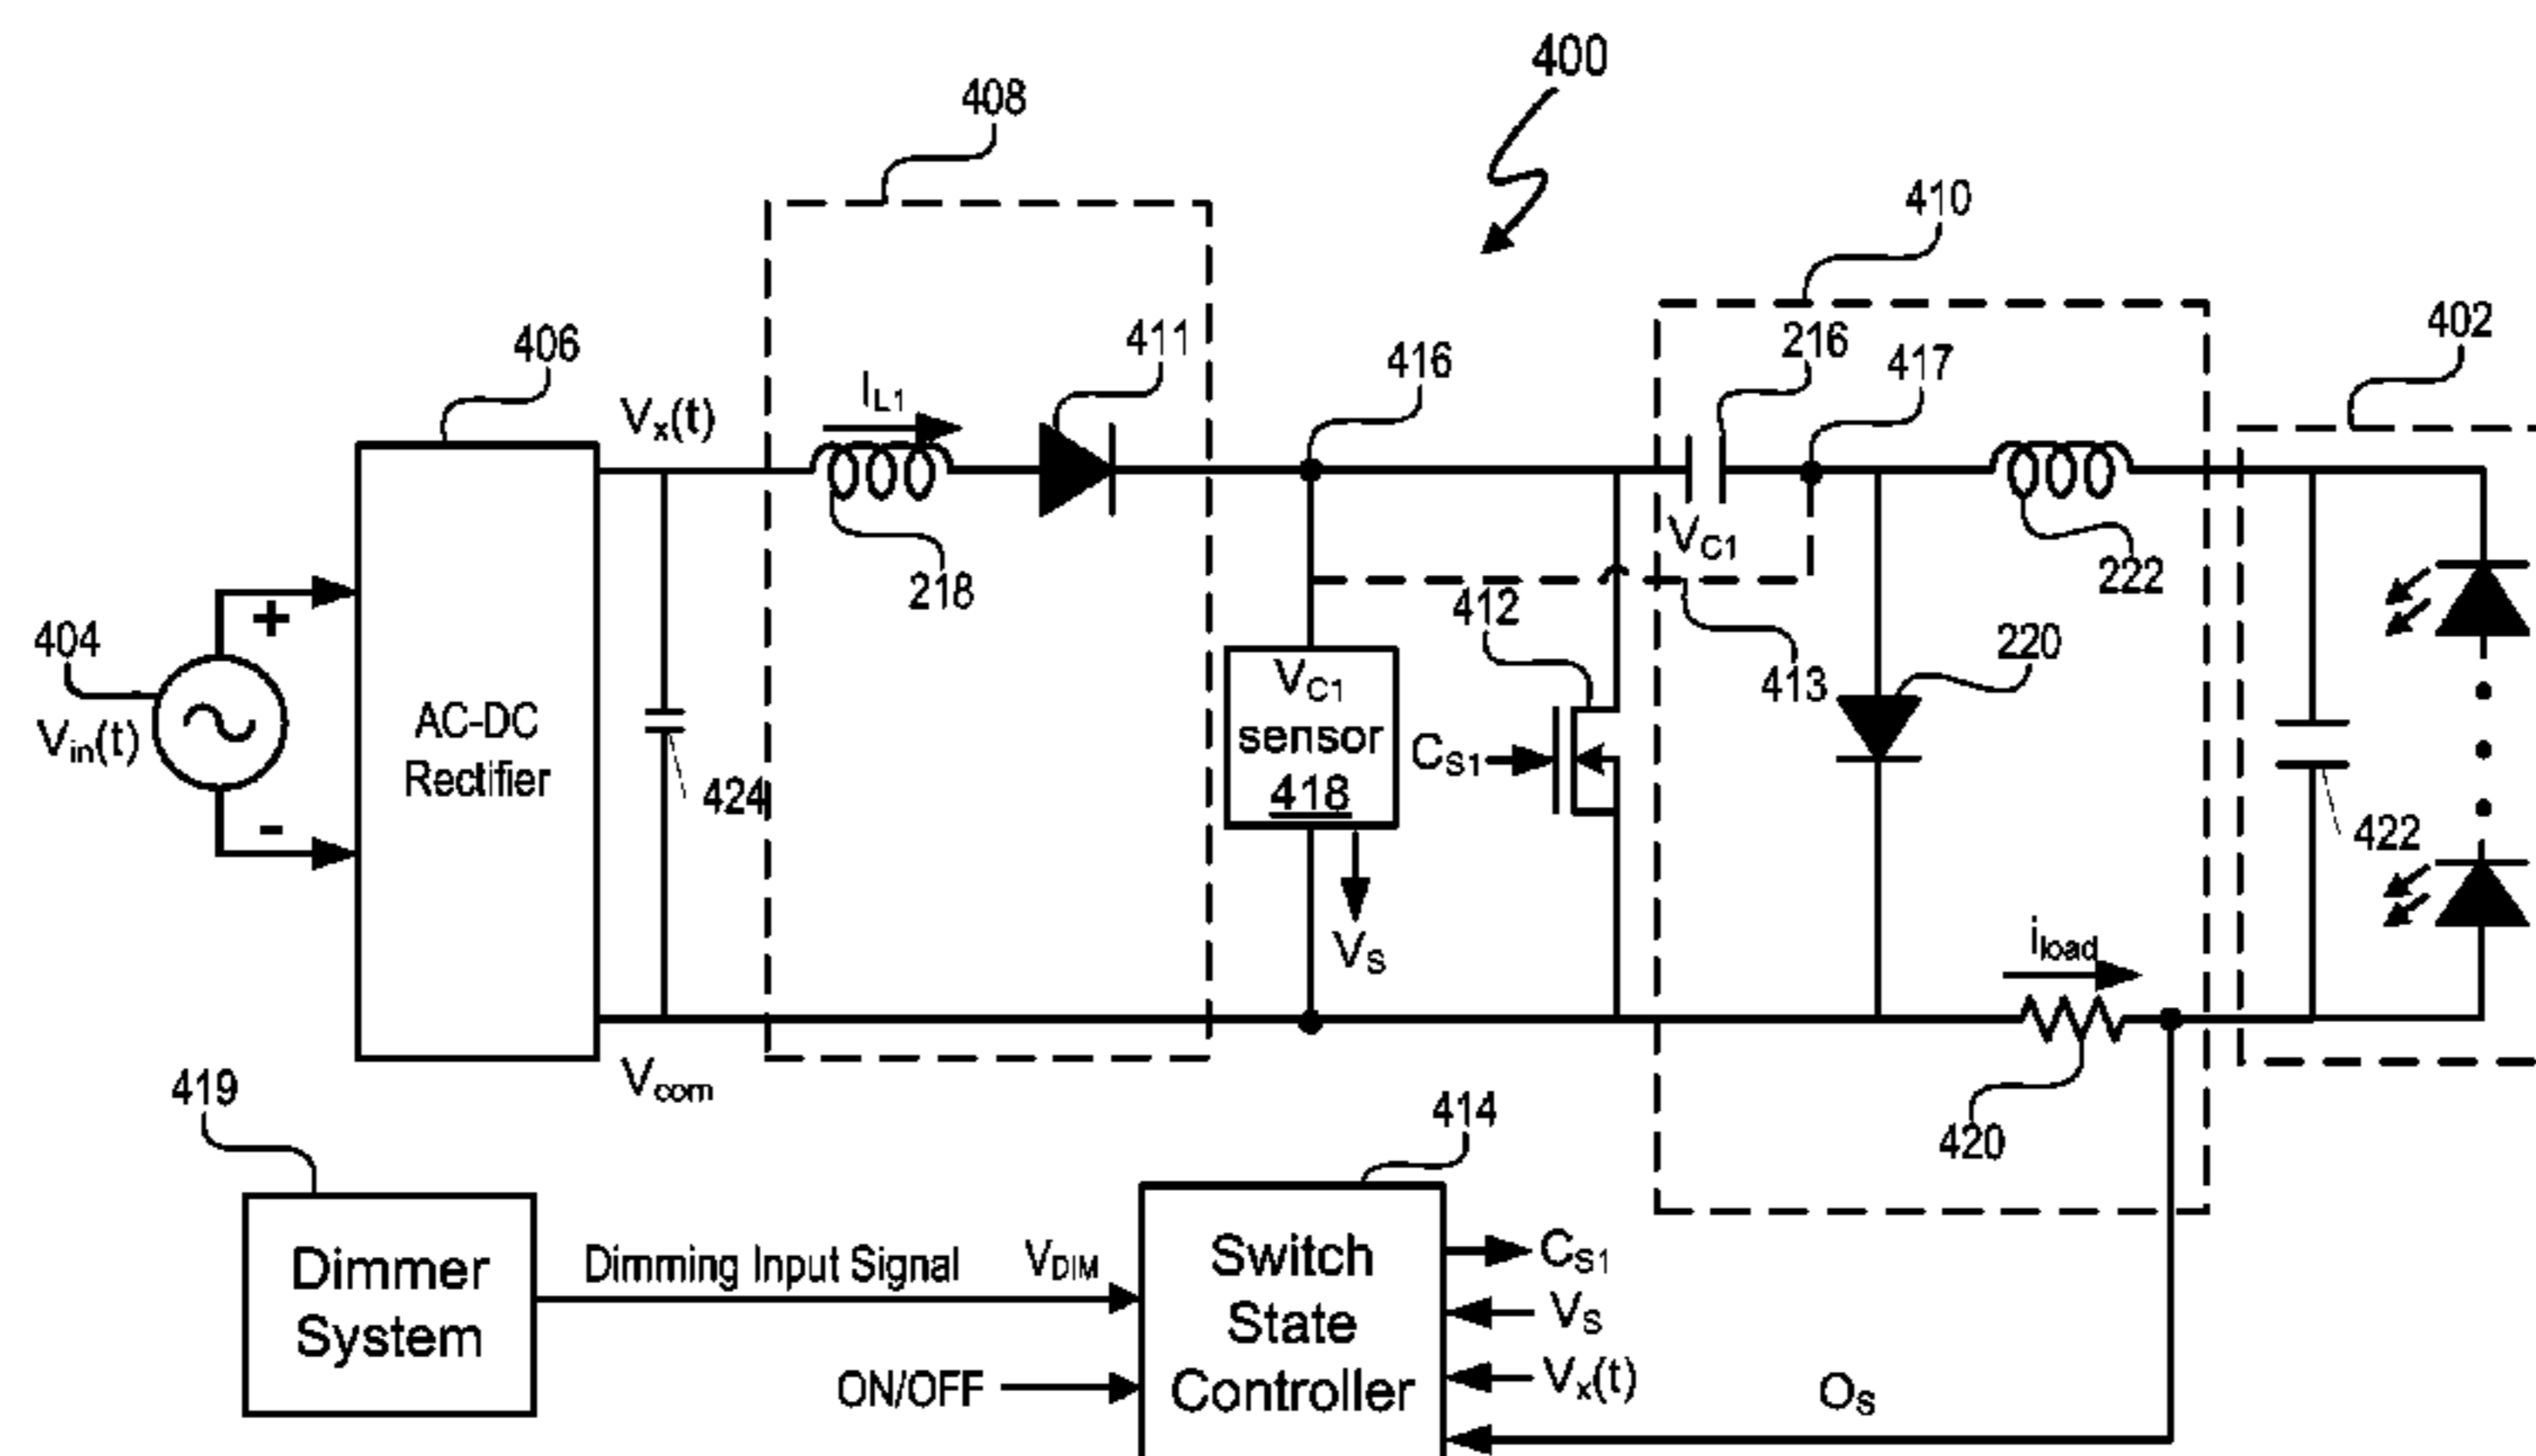 400
408
410
216
402
406
411
416
417
Vx(t)
IL1
VC1
218
412
222
404
+
Vin(t)
-
AC-DC
Rectifier
424
VC1
sensor
418
CS1
413
220
422
VS
iload
Vcom
420
419
414
Dimmer
System
Dimming Input Signal
VDIM
ON/OFF
Switch
State
Controller
CS1
VS
Vx(t)
OS